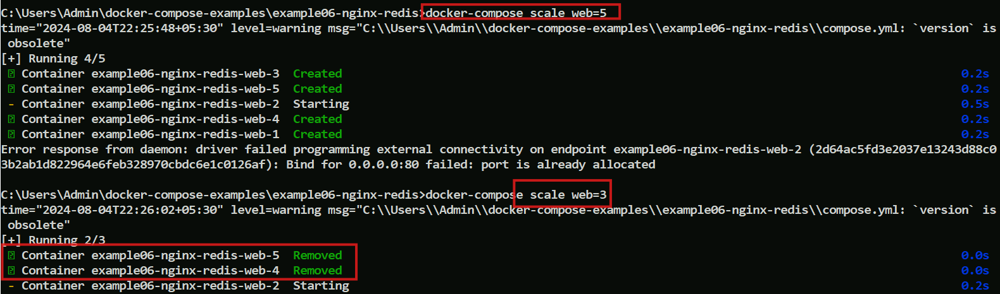 C:\Users\Admin\docker-compose-examples\example06-nginx-redis>docker-compose scale web=5
time="2024-08-04T22:25:48+05:30" level=warning msg="C:\\Users\\Admin\\docker-compose-examples\\example06-nginx-redis\\compose.yml: `version` is
obsolete"
[+] Running 4/5
Container example06-nginx-redis-web-3 Created 0.2s
Container example06-nginx-redis-web-5 Created 0.2s
- Container example06-nginx-redis-web-2 Starting 0.5s
Container example06-nginx-redis-web-4 Created 0.2s
Container example06-nginx-redis-web-1 Created 0.2s
Error response from daemon: driver failed programming external connectivity on endpoint example06-nginx-redis-web-2 (2d64ac5fd3e2037e13243d88c0
3b2ab1d822964e6feb328970cbdc6e1c0126af): Bind for 0.0.0.0:80 failed: port is already allocated
C:\Users\Admin\docker-compose-examples\example06-nginx-redis>docker-compose scale web=3
time="2024-08-04T22:26:02+05:30" level=warning msg="C:\\Users\\Admin\\docker-compose-examples\\example06-nginx-redis\\compose.yml: `version` is
obsolete"
[+] Running 2/3
Container example06-nginx-redis-web-5 Removed 0.0s
Container example06-nginx-redis-web-4 Removed 0.0s
- Container example06-nginx-redis-web-2 Starting 0.2s